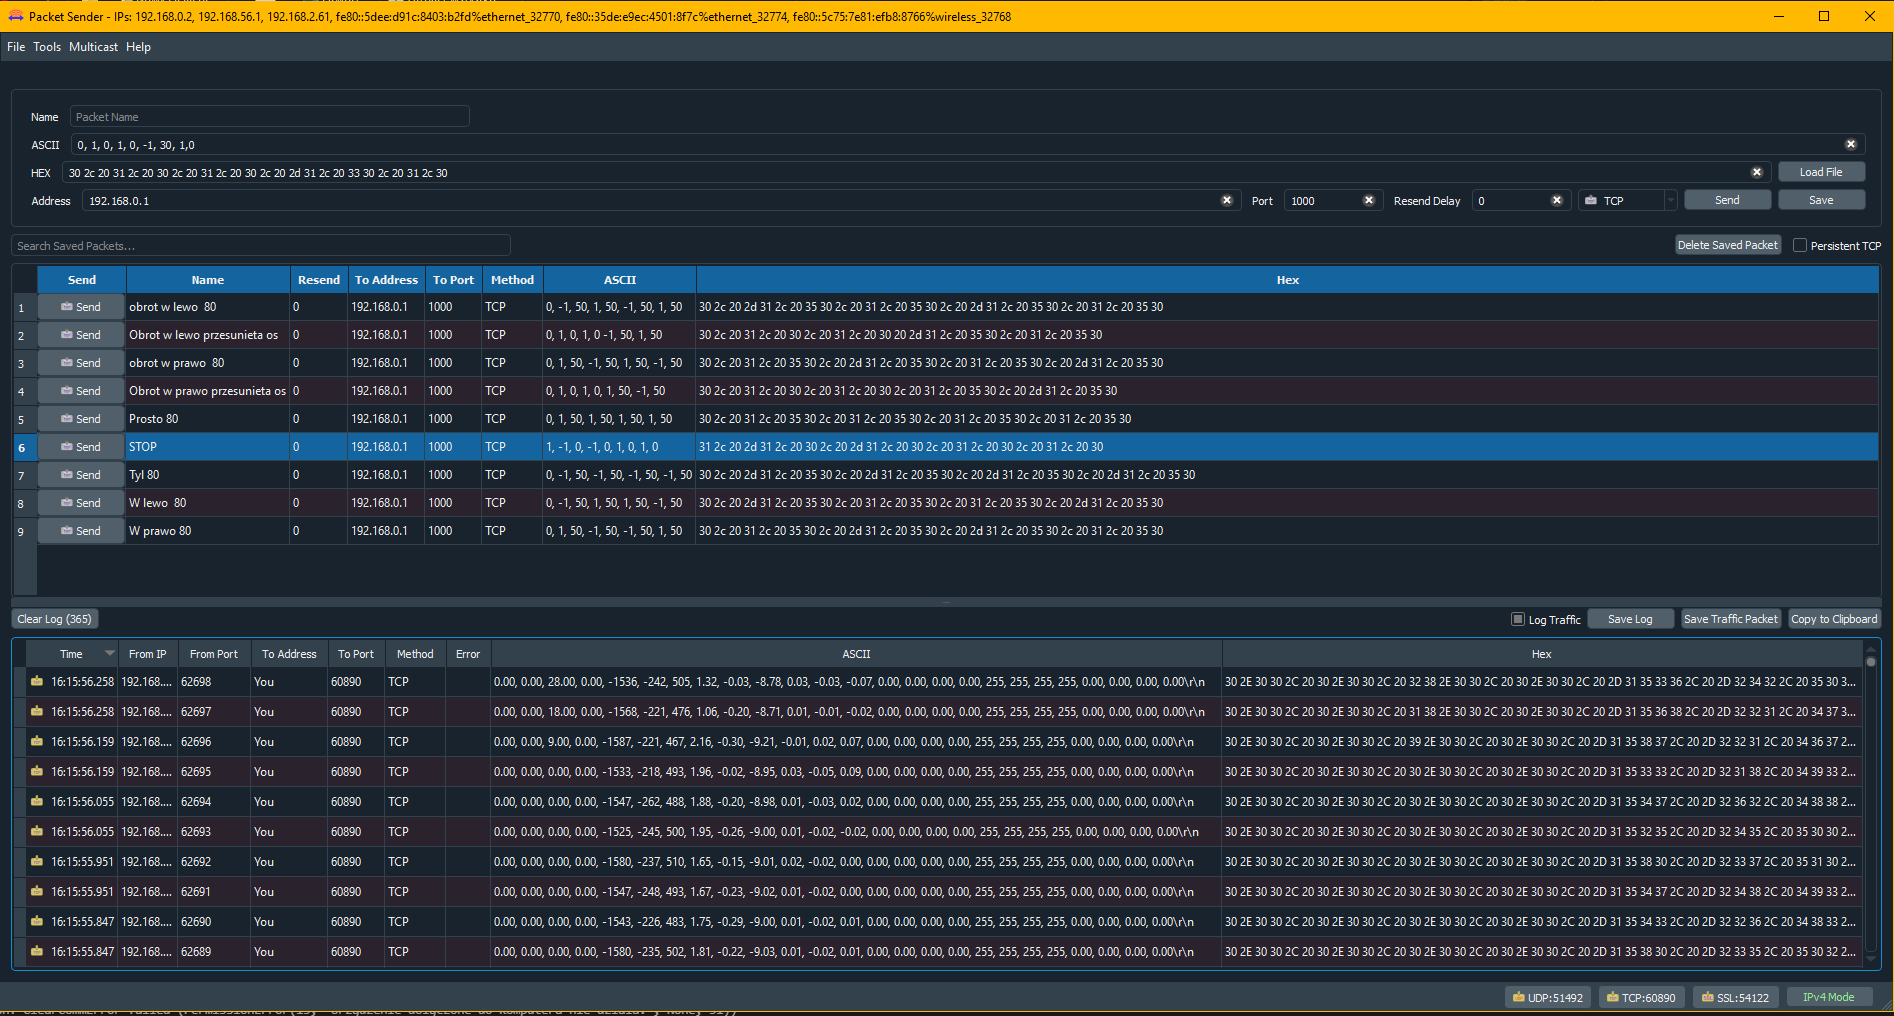 Packet Sender - IPs: 192.168.0.2, 192.168.56.1, 192.168.2.61, fe80::5dee:d91c:8403:b2fd%ethernet_32770, fe80::35de:e9ec:4501:8f7c%ethernet_32774, fe80::5c75:7e81:efb8:8766%wireless_32768
File Tools Multicast Help
Name Packet Name
ASCII 0, 1, 0, 1, 0, -1, 30, 1,0
HEX 30 2c 20 31 2c 20 30 2c 20 31 2c 20 30 2c 20 2d 31 2c 20 33 30 2c 20 31 2c 30 Load File
Address 192.168.0.1 Port 1000 Resend Delay 0 TCP Send Save
Search Saved Packets... Delete Saved Packet Persistent TCP
Send Name Resend To Address To Port Method ASCII Hex
1 Send obrot w lewo 80 0 192.168.0.1 1000 TCP 0, -1, 50, 1, 50, -1, 50, 1, 50 30 2c 20 2d 31 2c 20 35 30 2c 20 31 2c 20 35 30 2c 20 2d 31 2c 20 35 30 2c 20 31 2c 20 35 30
2 Send Obrot w lewo przesunieta os 0 192.168.0.1 1000 TCP 0, 1, 0, 1, 0 -1, 50, 1, 50 30 2c 20 31 2c 20 30 2c 20 31 2c 20 30 20 2d 31 2c 20 35 30 2c 20 31 2c 20 35 30
3 Send obrot w prawo 80 0 192.168.0.1 1000 TCP 0, 1, 50, -1, 50, 1, 50, -1, 50 30 2c 20 31 2c 20 35 30 2c 20 2d 31 2c 20 35 30 2c 20 31 2c 20 35 30 2c 20 2d 31 2c 20 35 30
4 Send Obrot w prawo przesunieta os 0 192.168.0.1 1000 TCP 0, 1, 0, 1, 0, 1, 50, -1, 50 30 2c 20 31 2c 20 30 2c 20 31 2c 20 30 2c 20 31 2c 20 35 30 2c 20 2d 31 2c 20 35 30
5 Send Prosto 80 0 192.168.0.1 1000 TCP 0, 1, 50, 1, 50, 1, 50, 1, 50 30 2c 20 31 2c 20 35 30 2c 20 31 2c 20 35 30 2c 20 31 2c 20 35 30 2c 20 31 2c 20 35 30
6 Send STOP 0 192.168.0.1 1000 TCP 1, -1, 0, -1, 0, 1, 0, 1, 0 31 2c 20 2d 31 2c 20 30 2c 20 2d 31 2c 20 30 2c 20 31 2c 20 30 2c 20 31 2c 20 30
7 Send Tyl 80 0 192.168.0.1 1000 TCP 0, -1, 50, -1, 50, -1, 50, -1, 50 30 2c 20 2d 31 2c 20 35 30 2c 20 2d 31 2c 20 35 30 2c 20 2d 31 2c 20 35 30 2c 20 2d 31 2c 20 35 30
8 Send W lewo 80 0 192.168.0.1 1000 TCP 0, -1, 50, 1, 50, 1, 50, -1, 50 30 2c 20 2d 31 2c 20 35 30 2c 20 31 2c 20 35 30 2c 20 31 2c 20 35 30 2c 20 2d 31 2c 20 35 30
9 Send W prawo 80 0 192.168.0.1 1000 TCP 0, 1, 50, -1, 50, -1, 50, 1, 50 30 2c 20 31 2c 20 35 30 2c 20 2d 31 2c 20 35 30 2c 20 2d 31 2c 20 35 30 2c 20 31 2c 20 35 30
Clear Log (365) Log Traffic Save Log Save Traffic Packet Copy to Clipboard
Time From IP From Port To Address To Port Method Error ASCII Hex
16:15:56.258 192.168.... 62698 You 60890 TCP 0.00, 0.00, 28.00, 0.00, -1536, -242, 505, 1.32, -0.03, -8.78, 0.03, -0.03, -0.07, 0.00, 0.00, 0.00, 0.00, 255, 255, 255, 255, 0.00, 0.00, 0.00, 0.00\r\n 30 2E 30 30 2C 20 30 2E 30 30 2C 20 32 38 2E 30 30 2C 20 30 2E 30 30 2C 20 2D 31 35 33 36 2C 20 2D 32 34 32 2C 20 35 30 3...
16:15:56.258 192.168.... 62697 You 60890 TCP 0.00, 0.00, 18.00, 0.00, -1568, -221, 476, 1.06, -0.20, -8.71, 0.01, -0.01, -0.02, 0.00, 0.00, 0.00, 0.00, 255, 255, 255, 255, 0.00, 0.00, 0.00, 0.00\r\n 30 2E 30 30 2C 20 30 2E 30 30 2C 20 31 38 2E 30 30 2C 20 30 2E 30 30 2C 20 2D 31 35 36 38 2C 20 2D 32 32 31 2C 20 34 37 3...
16:15:56.159 192.168.... 62696 You 60890 TCP 0.00, 0.00, 9.00, 0.00, -1587, -221, 467, 2.16, -0.30, -9.21, -0.01, 0.02, 0.07, 0.00, 0.00, 0.00, 0.00, 255, 255, 255, 255, 0.00, 0.00, 0.00, 0.00\r\n 30 2E 30 30 2C 20 30 2E 30 30 2C 20 39 2E 30 30 2C 20 30 2E 30 30 2C 20 2D 31 35 38 37 2C 20 2D 32 32 31 2C 20 34 36 37 2...
16:15:56.159 192.168.... 62695 You 60890 TCP 0.00, 0.00, 0.00, 0.00, -1533, -218, 493, 1.96, -0.02, -8.95, 0.03, -0.05, 0.09, 0.00, 0.00, 0.00, 0.00, 255, 255, 255, 255, 0.00, 0.00, 0.00, 0.00\r\n 30 2E 30 30 2C 20 30 2E 30 30 2C 20 30 2E 30 30 2C 20 30 2E 30 30 2C 20 2D 31 35 33 33 2C 20 2D 32 31 38 2C 20 34 39 33 2...
16:15:56.055 192.168.... 62694 You 60890 TCP 0.00, 0.00, 0.00, 0.00, -1547, -262, 488, 1.88, -0.20, -8.98, 0.01, -0.03, 0.02, 0.00, 0.00, 0.00, 0.00, 255, 255, 255, 255, 0.00, 0.00, 0.00, 0.00\r\n 30 2E 30 30 2C 20 30 2E 30 30 2C 20 30 2E 30 30 2C 20 30 2E 30 30 2C 20 2D 31 35 34 37 2C 20 2D 32 36 32 2C 20 34 38 38 2...
16:15:56.055 192.168.... 62693 You 60890 TCP 0.00, 0.00, 0.00, 0.00, -1525, -245, 500, 1.95, -0.26, -9.00, 0.01, -0.02, -0.02, 0.00, 0.00, 0.00, 0.00, 255, 255, 255, 255, 0.00, 0.00, 0.00, 0.00\r\n 30 2E 30 30 2C 20 30 2E 30 30 2C 20 30 2E 30 30 2C 20 30 2E 30 30 2C 20 2D 31 35 32 35 2C 20 2D 32 34 35 2C 20 35 30 30 2...
16:15:55.951 192.168.... 62692 You 60890 TCP 0.00, 0.00, 0.00, 0.00, -1580, -237, 510, 1.65, -0.15, -9.01, 0.02, -0.02, 0.00, 0.00, 0.00, 0.00, 0.00, 255, 255, 255, 255, 0.00, 0.00, 0.00, 0.00\r\n 30 2E 30 30 2C 20 30 2E 30 30 2C 20 30 2E 30 30 2C 20 30 2E 30 30 2C 20 2D 31 35 38 30 2C 20 2D 32 33 37 2C 20 35 31 30 2...
16:15:55.951 192.168.... 62691 You 60890 TCP 0.00, 0.00, 0.00, 0.00, -1547, -248, 493, 1.67, -0.23, -9.02, 0.01, -0.02, 0.00, 0.00, 0.00, 0.00, 0.00, 255, 255, 255, 255, 0.00, 0.00, 0.00, 0.00\r\n 30 2E 30 30 2C 20 30 2E 30 30 2C 20 30 2E 30 30 2C 20 30 2E 30 30 2C 20 2D 31 35 34 37 2C 20 2D 32 34 38 2C 20 34 39 33 2...
16:15:55.847 192.168.... 62690 You 60890 TCP 0.00, 0.00, 0.00, 0.00, -1543, -226, 483, 1.75, -0.29, -9.00, 0.01, -0.02, 0.01, 0.00, 0.00, 0.00, 0.00, 255, 255, 255, 255, 0.00, 0.00, 0.00, 0.00\r\n 30 2E 30 30 2C 20 30 2E 30 30 2C 20 30 2E 30 30 2C 20 30 2E 30 30 2C 20 2D 31 35 34 33 2C 20 2D 32 32 36 2C 20 34 38 33 2...
16:15:55.847 192.168.... 62689 You 60890 TCP 0.00, 0.00, 0.00, 0.00, -1580, -235, 502, 1.81, -0.22, -9.03, 0.01, -0.02, 0.01, 0.00, 0.00, 0.00, 0.00, 255, 255, 255, 255, 0.00, 0.00, 0.00, 0.00\r\n 30 2E 30 30 2C 20 30 2E 30 30 2C 20 30 2E 30 30 2C 20 30 2E 30 30 2C 20 2D 31 35 38 30 2C 20 2D 32 33 35 2C 20 35 30 32 2...
UDP:51492 TCP:60890 SSL:54122 IPv4 Mode